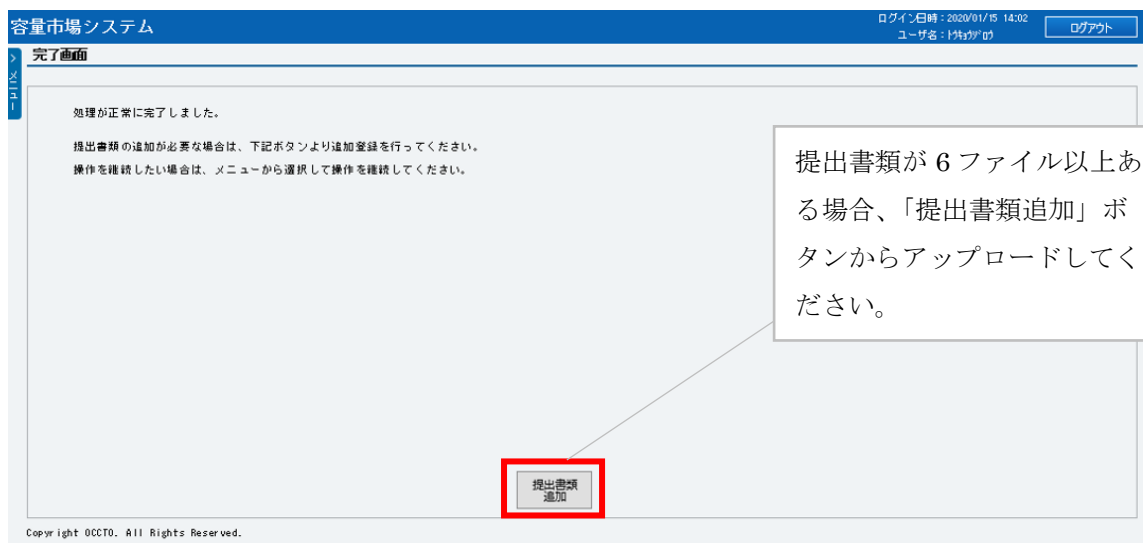 容量市場システム
ログイン日時：2020/01/15 14:02
ユーザ名：ﾄｳｷｮｳｼﾞﾛｳ
ログアウト
完了画面
> メニュー
処理が正常に完了しました。
提出書類の追加が必要な場合は、下記ボタンより追加登録を行ってください。
操作を継続したい場合は、メニューから選択して操作を継続してください。
提出書類が 6 ファイル以上あ
る場合、「提出書類追加」ボ
タンからアップロードしてく
ださい。
提出書類
追加
Copyright OCCTO. All Rights Reserved.